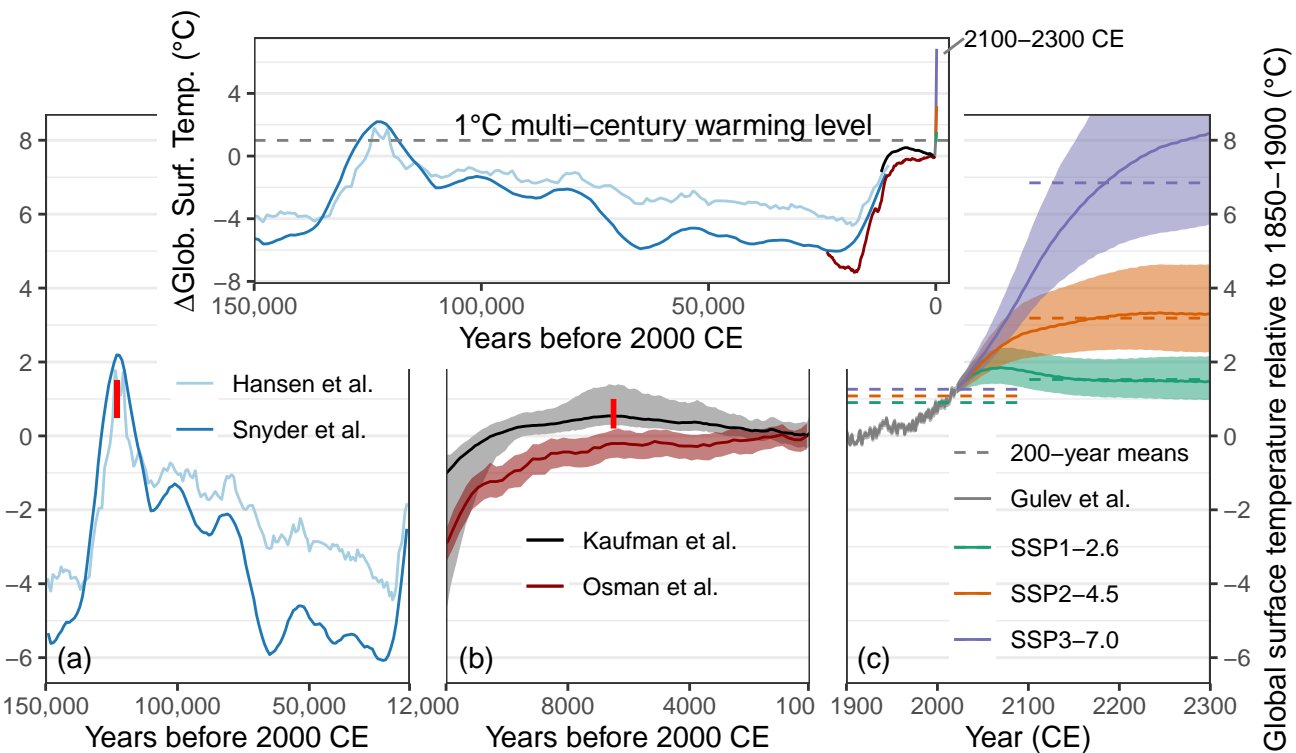 ΔGlob. Surf. Temp. (°C)
4
0
−4
−8
150,000
100,000
50,000
0
Years before 2000 CE
1°C multi−century warming level
2100−2300 CE
8
6
4
2
0
−2
−4
−6
Hansen et al.
Snyder et al.
(a)
150,000
100,000
50,000
12,000
Years before 2000 CE
Kaufman et al.
Osman et al.
(b)
8000
4000
100
Years before 2000 CE
200−year means
Gulev et al.
SSP1−2.6
SSP2−4.5
SSP3−7.0
(c)
1900
2000
2100
2200
2300
Year (CE)
8
6
4
2
0
−2
−4
−6
Global surface temperature relative to 1850−1900 (°C)